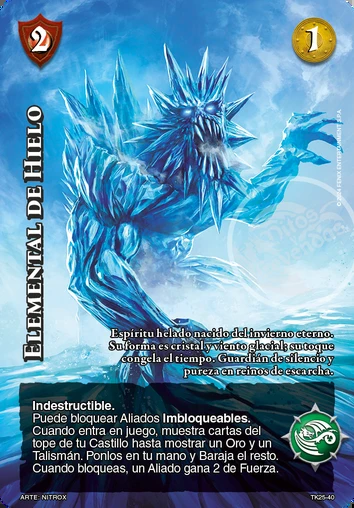 2
1
ELEMENTAL DE HIELO
Espíritu helado nacido del invierno eterno.
Su forma es cristal y viento glacial; su toque
congela el tiempo. Guardián de silencio y
pureza en reinos de escarcha.
Indestructible.
Puede bloquear Aliados Imbloqueables.
Cuando entra en juego, muestra cartas del
tope de tu Castillo hasta mostrar un Oro y un
Talismán. Ponlos en tu mano y Baraja el resto.
Cuando bloqueas, un Aliado gana 2 de Fuerza.
ARTE: NITROX
TK25-40